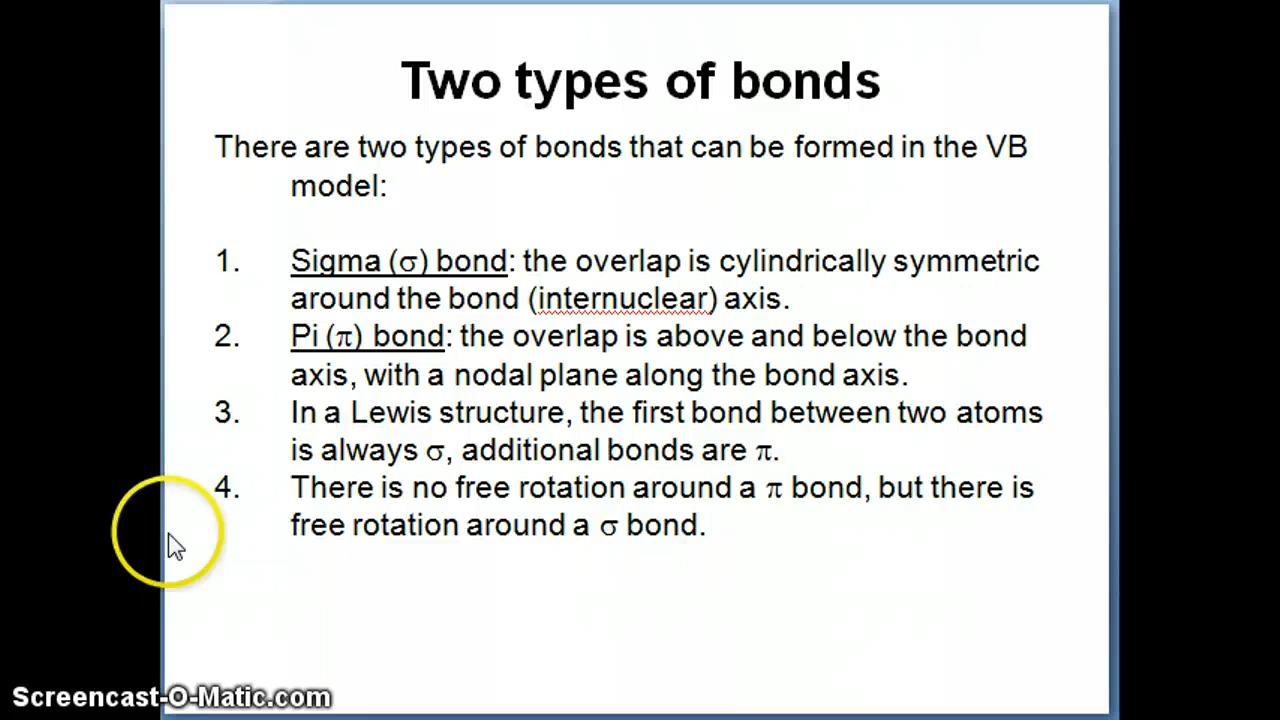 Two types of bonds
There are two types of bonds that can be formed in the VB
model:
1. Sigma (σ) bond: the overlap is cylindrically symmetric
around the bond (internuclear) axis.
2. Pi (π) bond: the overlap is above and below the bond
axis, with a nodal plane along the bond axis.
3. In a Lewis structure, the first bond between two atoms
is always σ, additional bonds are π.
4. There is no free rotation around a π bond, but there is
free rotation around a σ bond.
Screencast-O-Matic.com